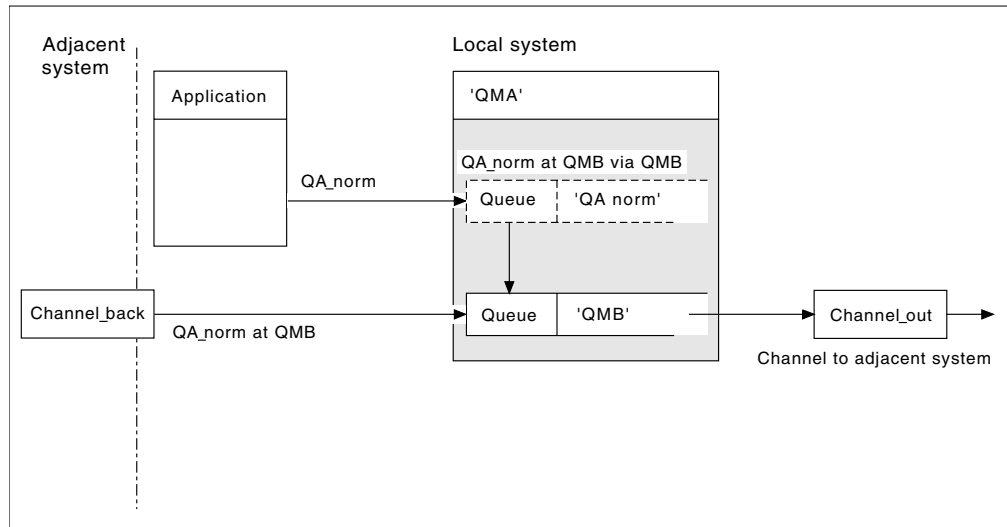 Adjacent
system
Local system
Application
'QMA'
QA_norm at QMB via QMB
QA_norm
Queue
'QA norm'
Channel_back
QA_norm at QMB
Queue
'QMB'
Channel_out
Channel to adjacent system